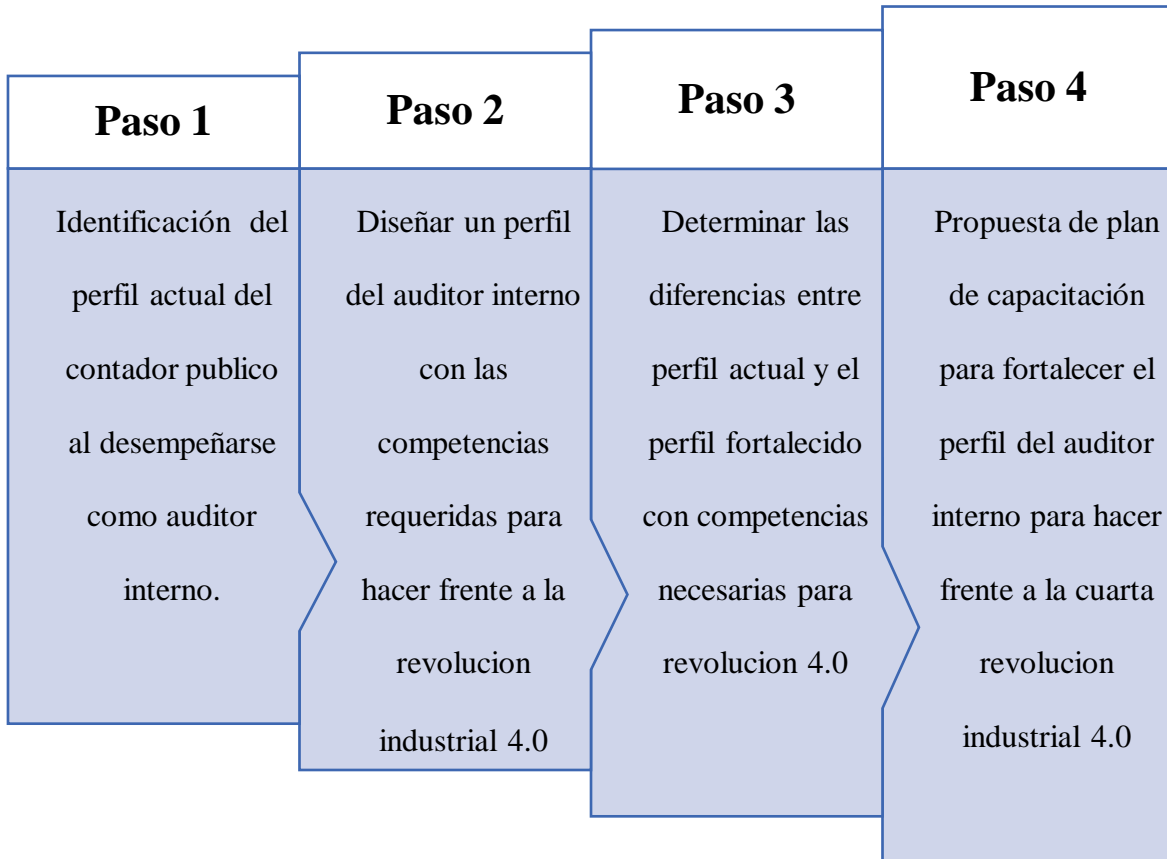 Paso 1
Identificación del
perfil actual del
contador publico
al desempeñarse
como auditor
interno.
Paso 2
Diseñar un perfil
del auditor interno
con las
competencias
requeridas para
hacer frente a la
revolucion
industrial 4.0
Paso 3
Determinar las
diferencias entre
perfil actual y el
perfil fortalecido
con competencias
necesarias para
revolucion 4.0
Paso 4
Propuesta de plan
de capacitación
para fortalecer el
perfil del auditor
interno para hacer
frente a la cuarta
revolucion
industrial 4.0